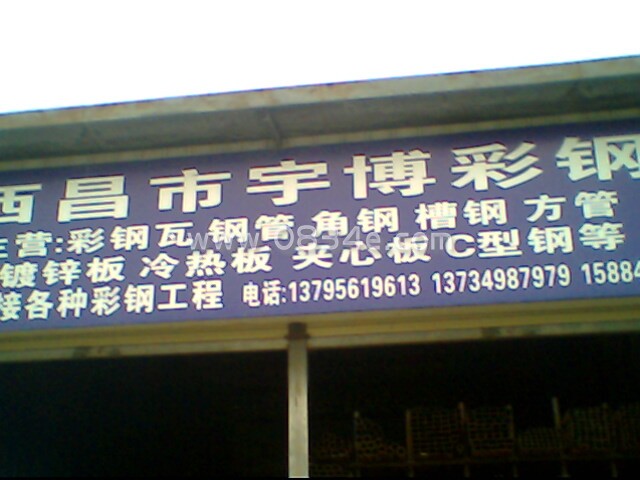 西昌市宇博彩钢
主营:彩钢瓦 钢管 角钢 槽钢 方管
镀锌板 冷热板 夹心板 C型钢等
接各种彩钢工程 电话:13795619613 13734987979 15884
www.0834e.com